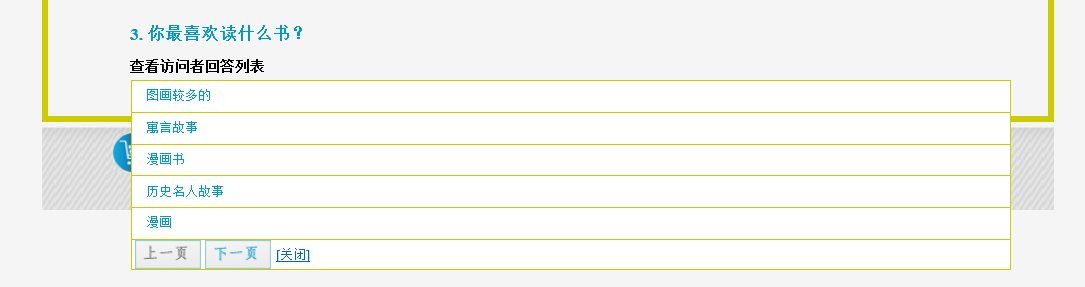 3. 你最喜欢读什么书？
查看访问者回答列表
图画较多的
寓言故事
漫画书
历史名人故事
漫画
上一页 下一页 [关闭]